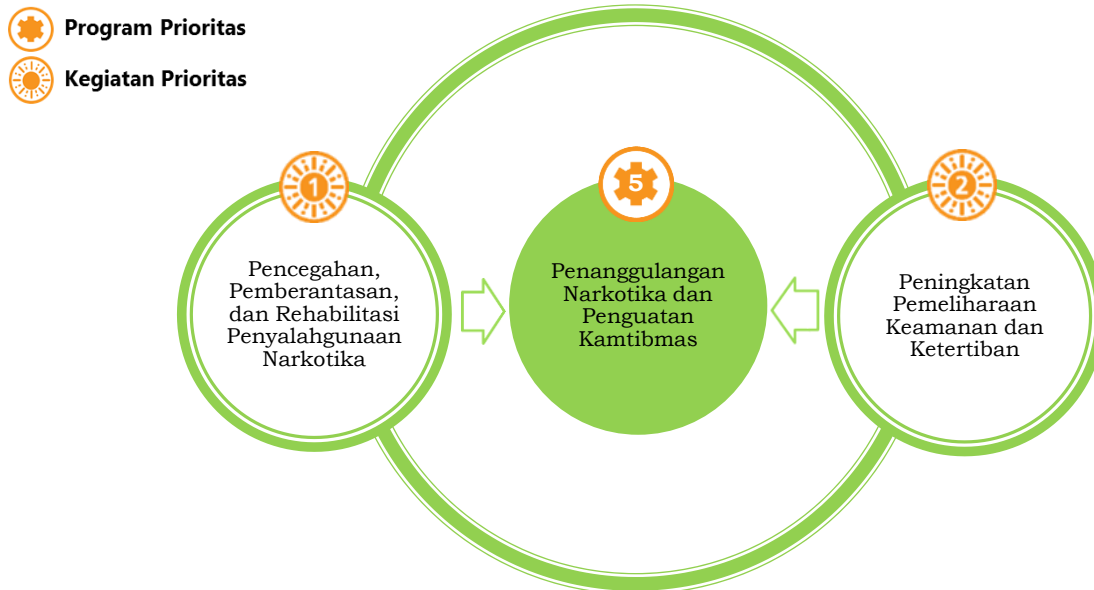 Program Prioritas
Kegiatan Prioritas
1
Pencegahan,
Pemberantasan,
dan Rehabilitasi
Penyalahgunaan
Narkotika
5
Penanggulangan
Narkotika dan
Penguatan
Kamtibmas
2
Peningkatan
Pemeliharaan
Keamanan dan
Ketertiban